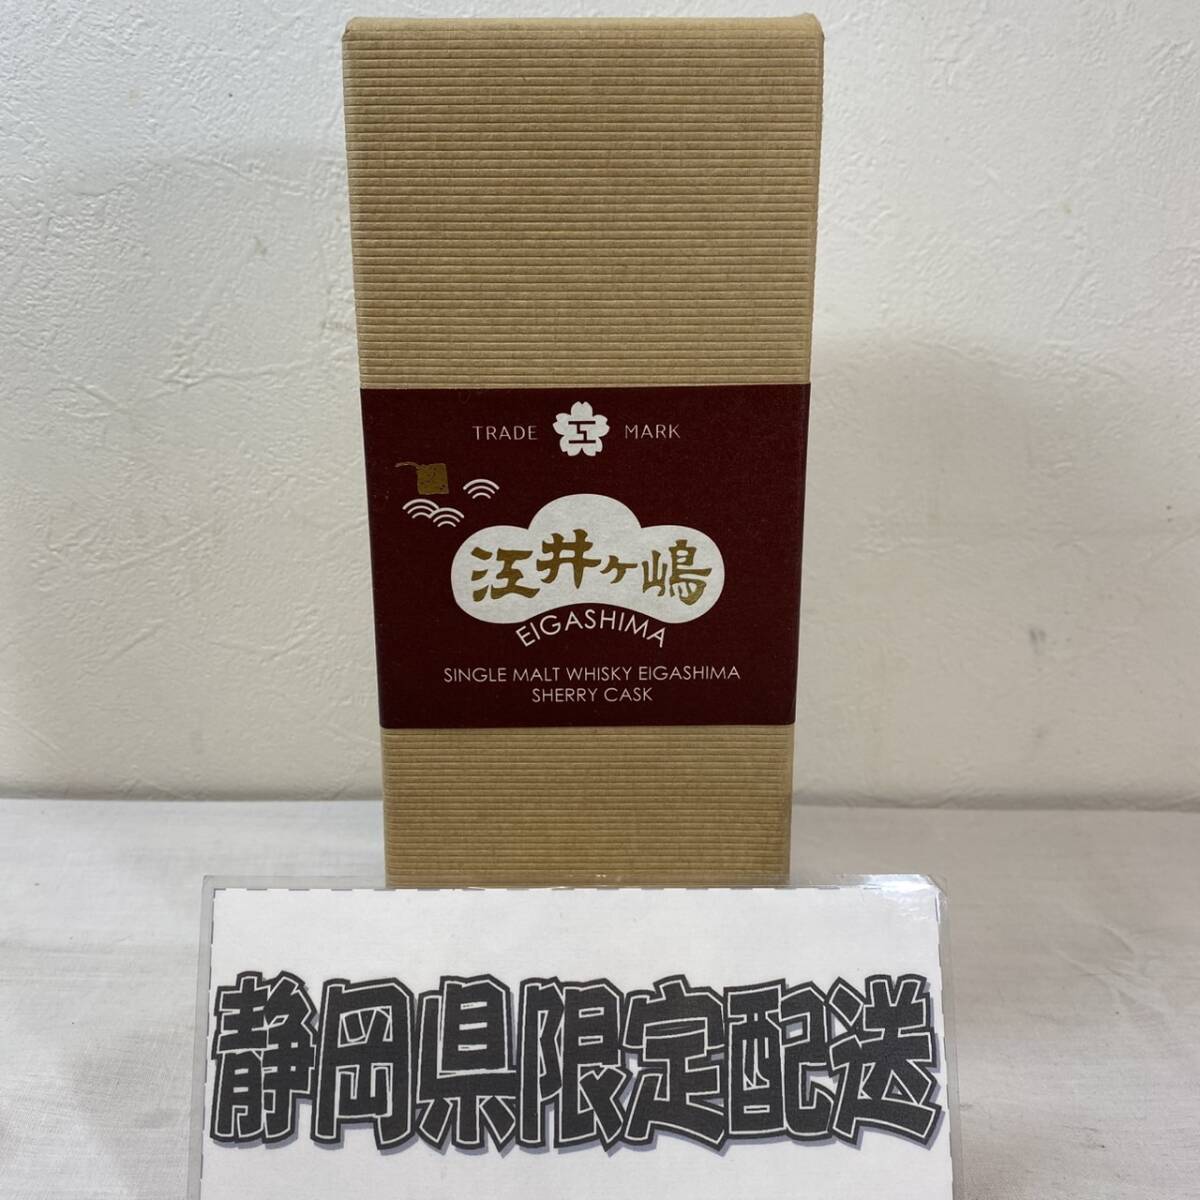 TRADE MARK
江井ヶ嶋
EIGASHIMA
SINGLE MALT WHISKY EIGASHIMA
SHERRY CASK
静岡県限定配送